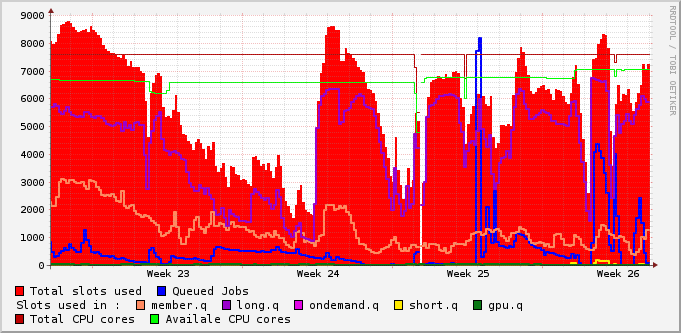 RRDTOOL / TOBI OETIKER
9000
8000
7000
6000
5000
4000
3000
2000
1000
0
Week 23 Week 24 Week 25 Week 26
Total slots used Queued Jobs
Slots used in : member.q long.q ondemand.q short.q gpu.q
Total CPU cores Availale CPU cores